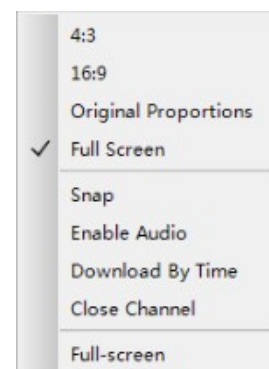 4:3
16:9
Original Proportions
Full Screen
Snap
Enable Audio
Download By Time
Close Channel
Full-screen